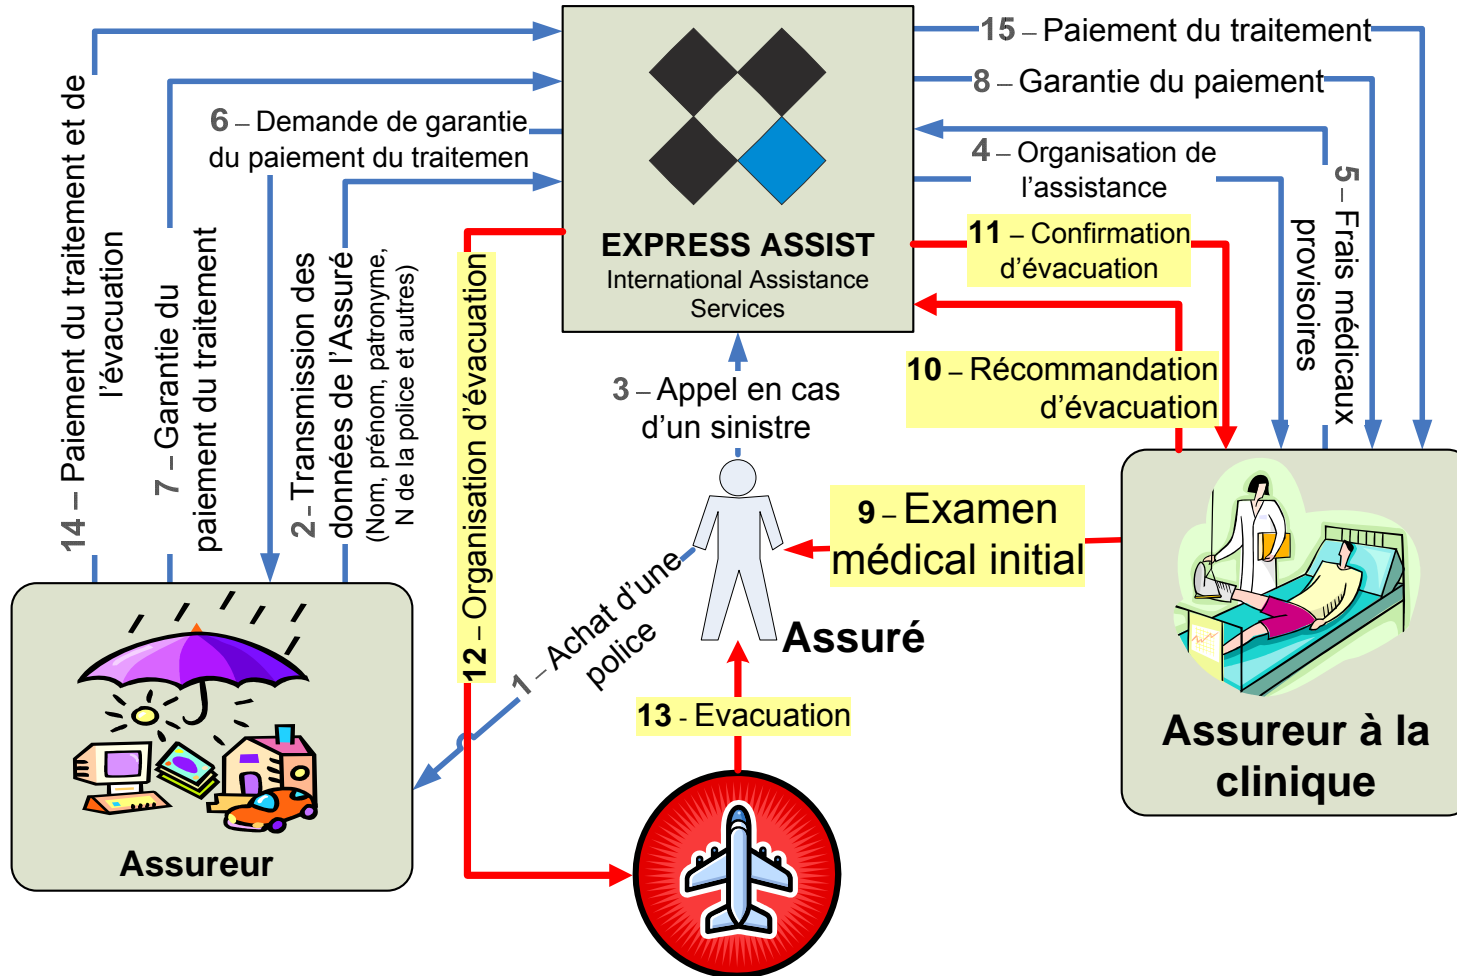 15 – Paiement du traitement
8 – Garantie du paiement
6 – Demande de garantie
du paiement du traitemen
4 – Organisation de
l’assistance
5 – Frais médicaux
provisoires
14 – Paiement du traitement et de
l’évacuation
7 – Garantie du
paiement du traitement
2 – Transmission des
données de l’Assuré
(Nom, prénom, patronyme,
N de la police et autres)
12 – Organisation d’évacuation
EXPRESS ASSIST
International Assistance
Services
11 – Confirmation
d’évacuation
10 – Récommandation
d’évacuation
3 – Appel en cas
d’un sinistre
9 – Examen
médical initial
1 – Achat d’une
police
Assuré
13 - Evacuation
Assureur
Assureur à la
clinique